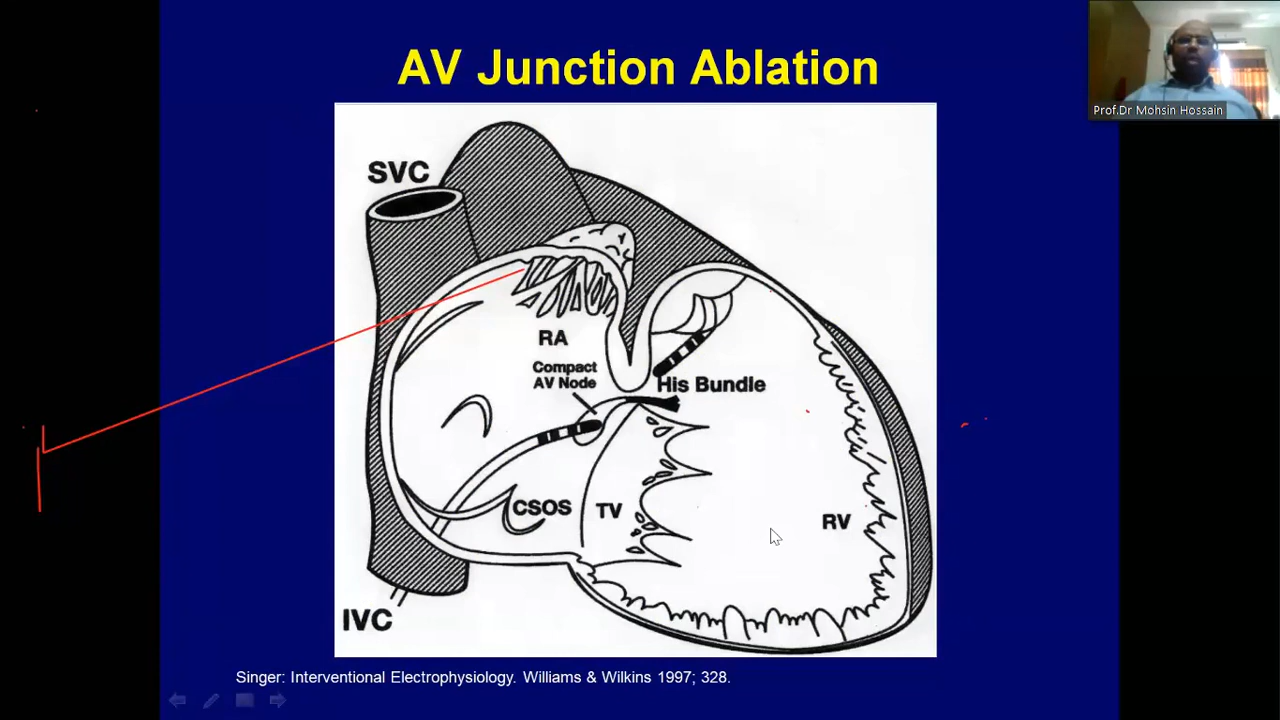 AV Junction Ablation
Prof.Dr Mohsin Hossain
SVC
RA
Compact
AV Node
His Bundle
CSOS
TV
RV
IVC
Singer: Interventional Electrophysiology. Williams & Wilkins 1997; 328.